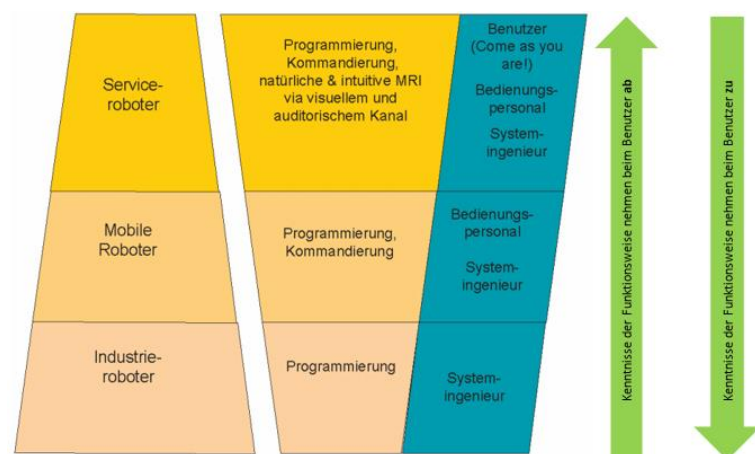 Service-
roboter
Programmierung,
Kommandierung,
natürliche & intuitive MRI
via visuellem und
auditorischem Kanal
Benutzer
(Come as you
are!)
Bedienungs-
personal
System-
ingenieur
Mobile
Roboter
Programmierung,
Kommandierung
Bedienungs-
personal
System-
ingenieur
Industrie-
roboter
Programmierung
System-
ingenieur
Kenntnisse der Funktionsweise nehmen beim Benutzer ab
Kenntnisse der Funktionsweise nehmen beim Benutzer zu